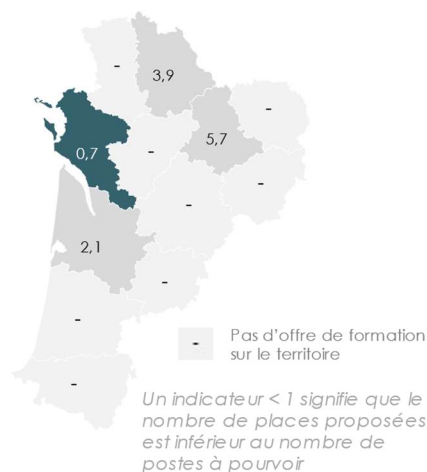 -
3,9
-
0,7
5,7
-
-
-
2,1
-
-
-
- Pas d'offre de formation
sur le territoire
Un indicateur < 1 signifie que le
nombre de places proposées
est inférieur au nombre de
postes à pourvoir